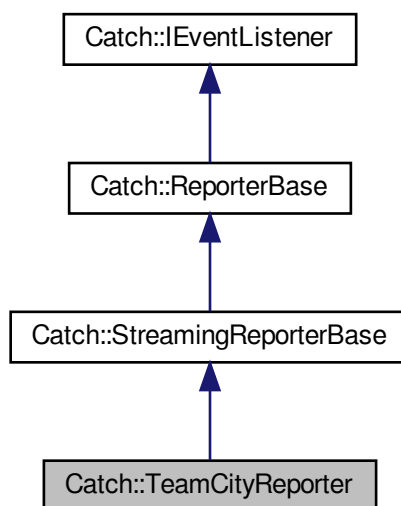 Catch::IEventListener
Catch::ReporterBase
Catch::StreamingReporterBase
Catch::TeamCityReporter